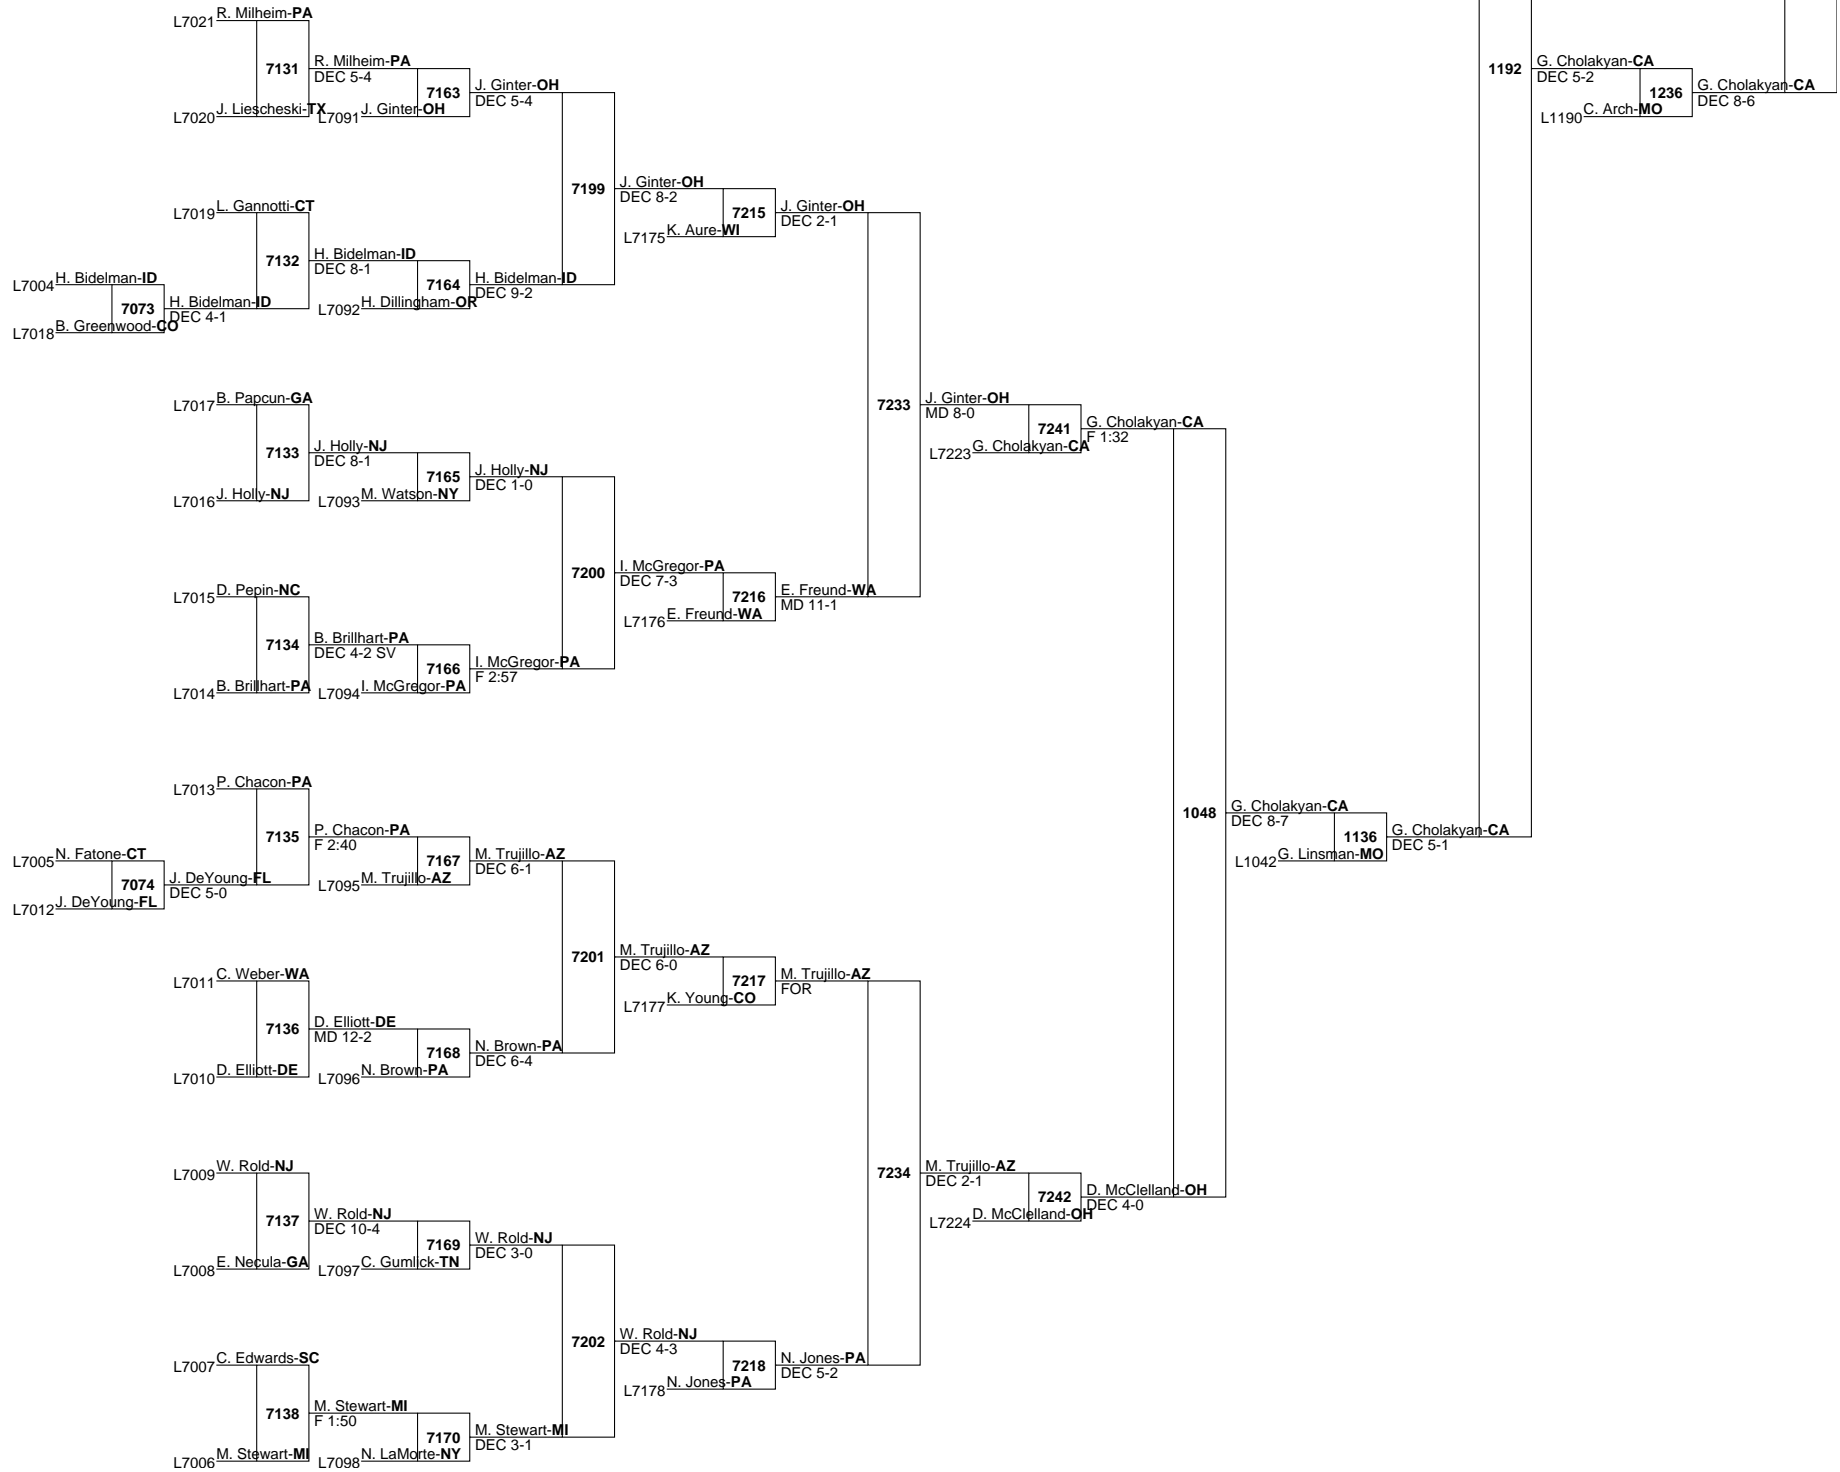 L7021 R. Milheim-PA
7131 R. Milheim-PA
DEC 5-4
L7020 J. Liescheski-TX
7163 J. Ginter-OH
DEC 5-4
L7091 J. Ginter-OH
1192 G. Cholakyan-CA
DEC 5-2
1236 G. Cholakyan-CA
DEC 8-6
L1190 C. Arch-MO
7199 J. Ginter-OH
DEC 8-2
7215 J. Ginter-OH
DEC 2-1
L7175 K. Aure-WI
L7019 L. Gannotti-CT
7132 H. Bidelman-ID
DEC 8-1
7164 H. Bidelman-ID
DEC 9-2
L7092 H. Dillingham-OR
L7004 H. Bidelman-ID
7073 H. Bidelman-ID
DEC 4-1
L7018 B. Greenwood-CO
L7017 B. Papcun-GA
7133 J. Holly-NJ
DEC 8-1
L7016 J. Holly-NJ
7165 J. Holly-NJ
DEC 1-0
L7093 M. Watson-NY
7233 J. Ginter-OH
MD 8-0
7241 G. Cholakyan-CA
F 1:32
L7223 G. Cholakyan-CA
7200 I. McGregor-PA
DEC 7-3
7216 E. Freund-WA
MD 11-1
L7176 E. Freund-WA
L7015 D. Pepin-NC
7134 B. Brillhart-PA
DEC 4-2 SV
L7014 B. Brillhart-PA
7166 I. McGregor-PA
F 2:57
L7094 I. McGregor-PA
L7013 P. Chacon-PA
7135 P. Chacon-PA
F 2:40
7167 M. Trujillo-AZ
DEC 6-1
L7095 M. Trujillo-AZ
L7005 N. Fatone-CT
7074 J. DeYoung-FL
DEC 5-0
L7012 J. DeYoung-FL
1048 G. Cholakyan-CA
DEC 8-7
1136 G. Cholakyan-CA
DEC 5-1
L1042 G. Linsman-MO
7201 M. Trujillo-AZ
DEC 6-0
7217 M. Trujillo-AZ
FOR
L7177 K. Young-CO
L7011 C. Weber-WA
7136 D. Elliott-DE
MD 12-2
L7010 D. Elliott-DE
7168 N. Brown-PA
DEC 6-4
L7096 N. Brown-PA
L7009 W. Rold-NJ
7137 W. Rold-NJ
DEC 10-4
L7008 E. Necula-GA
7169 W. Rold-NJ
DEC 3-0
L7097 C. Gumlick-TN
7234 M. Trujillo-AZ
DEC 2-1
7242 D. McClelland-OH
DEC 4-0
L7224 D. McClelland-OH
7202 W. Rold-NJ
DEC 4-3
7218 N. Jones-PA
DEC 5-2
L7178 N. Jones-PA
L7007 C. Edwards-SC
7138 M. Stewart-MI
F 1:50
L7006 M. Stewart-MI
7170 M. Stewart-MI
DEC 3-1
L7098 N. LaMorte-NY